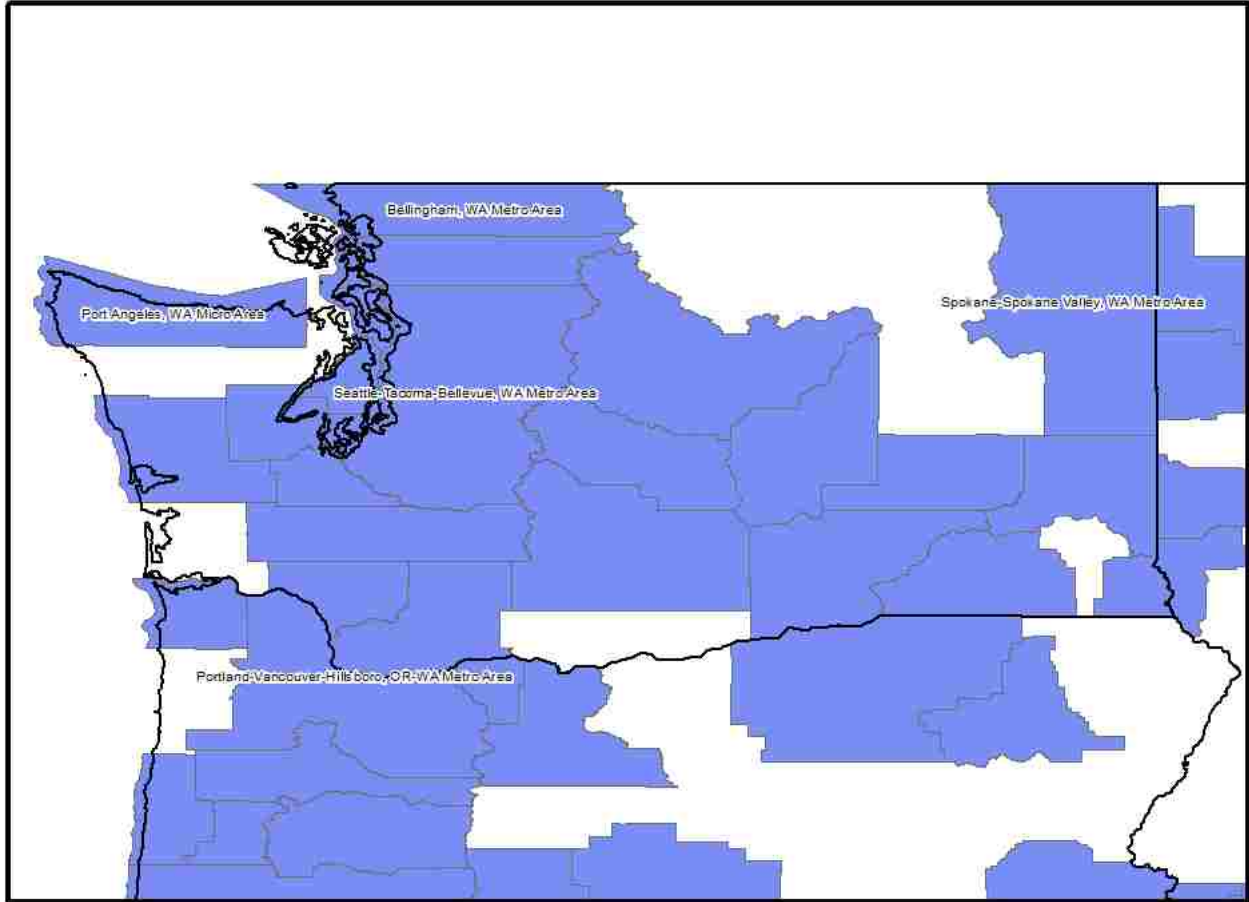 Bellingham, WA Metro Area
Spokane-Spokane Valley, WA Metro Area
Port Angeles, WA Micro Area
Seattle-Tacoma-Bellevue, WA Metro Area
Portland-Vancouver-Hillsboro, OR-WA Metro Area